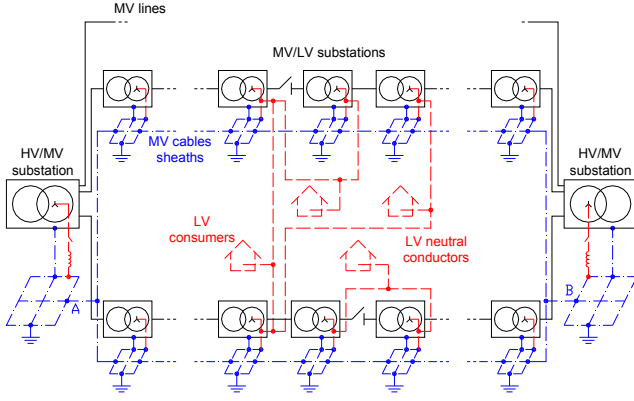 MV lines
MV/LV substations
HV/MV
substation
MV cables
sheaths
HV/MV
substation
LV
consumers
LV neutral
conductors
A
B